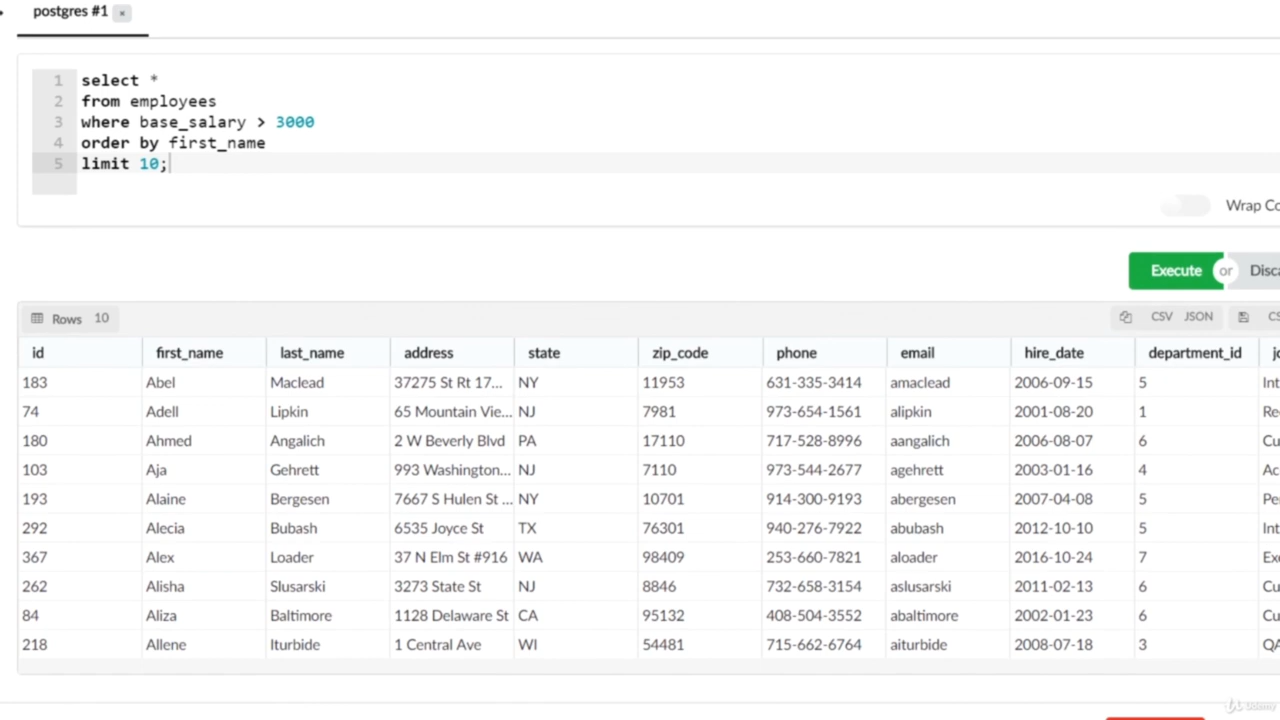 postgres #1 ×
1 select *
2 from employees
3 where base_salary > 3000
4 order by first_name
5 limit 10;
Wrap
Execute or
Rows 10 CSV JSON
id first_name last_name address state zip_code phone email hire_date department_id
183 Abel Maclead 37275 St Rt 17... NY 11953 631-335-3414 amaclead 2006-09-15 5 Int
74 Adell Lipkin 65 Mountain Vie... NJ 7981 973-654-1561 alipkin 2001-08-20 1 Re
180 Ahmed Angalich 2 W Beverly Blvd PA 17110 717-528-8996 aangalich 2006-08-07 6 Cu
103 Aja Gehrett 993 Washington... NJ 7110 973-544-2677 agehrett 2003-01-16 4 Ac
193 Alaine Bergesen 7667 S Hulen St ... NY 10701 914-300-9193 abergesen 2007-04-08 5 Per
292 Alecia Bubash 6535 Joyce St TX 76301 940-276-7922 abubash 2012-10-10 5 Int
367 Alex Loader 37 N Elm St #916 WA 98409 253-660-7821 aloader 2016-10-24 7 Exe
262 Alisha Slusarski 3273 State St NJ 8846 732-658-3154 aslusarski 2011-02-13 6 Cu
84 Aliza Baltimore 1128 Delaware St CA 95132 408-504-3552 abaltimore 2002-01-23 6 Cu
218 Allene Iturbide 1 Central Ave WI 54481 715-662-6764 aiturbide 2008-07-18 3 QA
Udemy